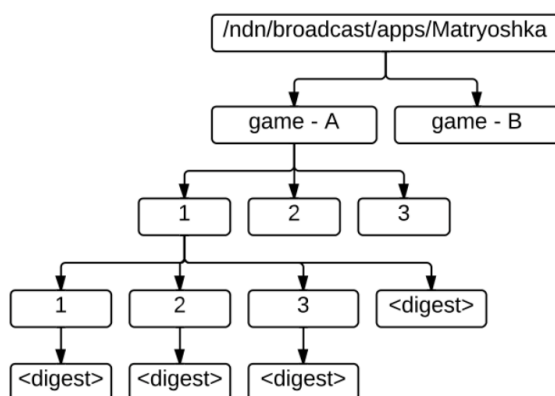 /ndn/broadcast/apps/Matryoshka
game - A
game - B
1
2
3
1
2
3
<digest>
<digest>
<digest>
<digest>